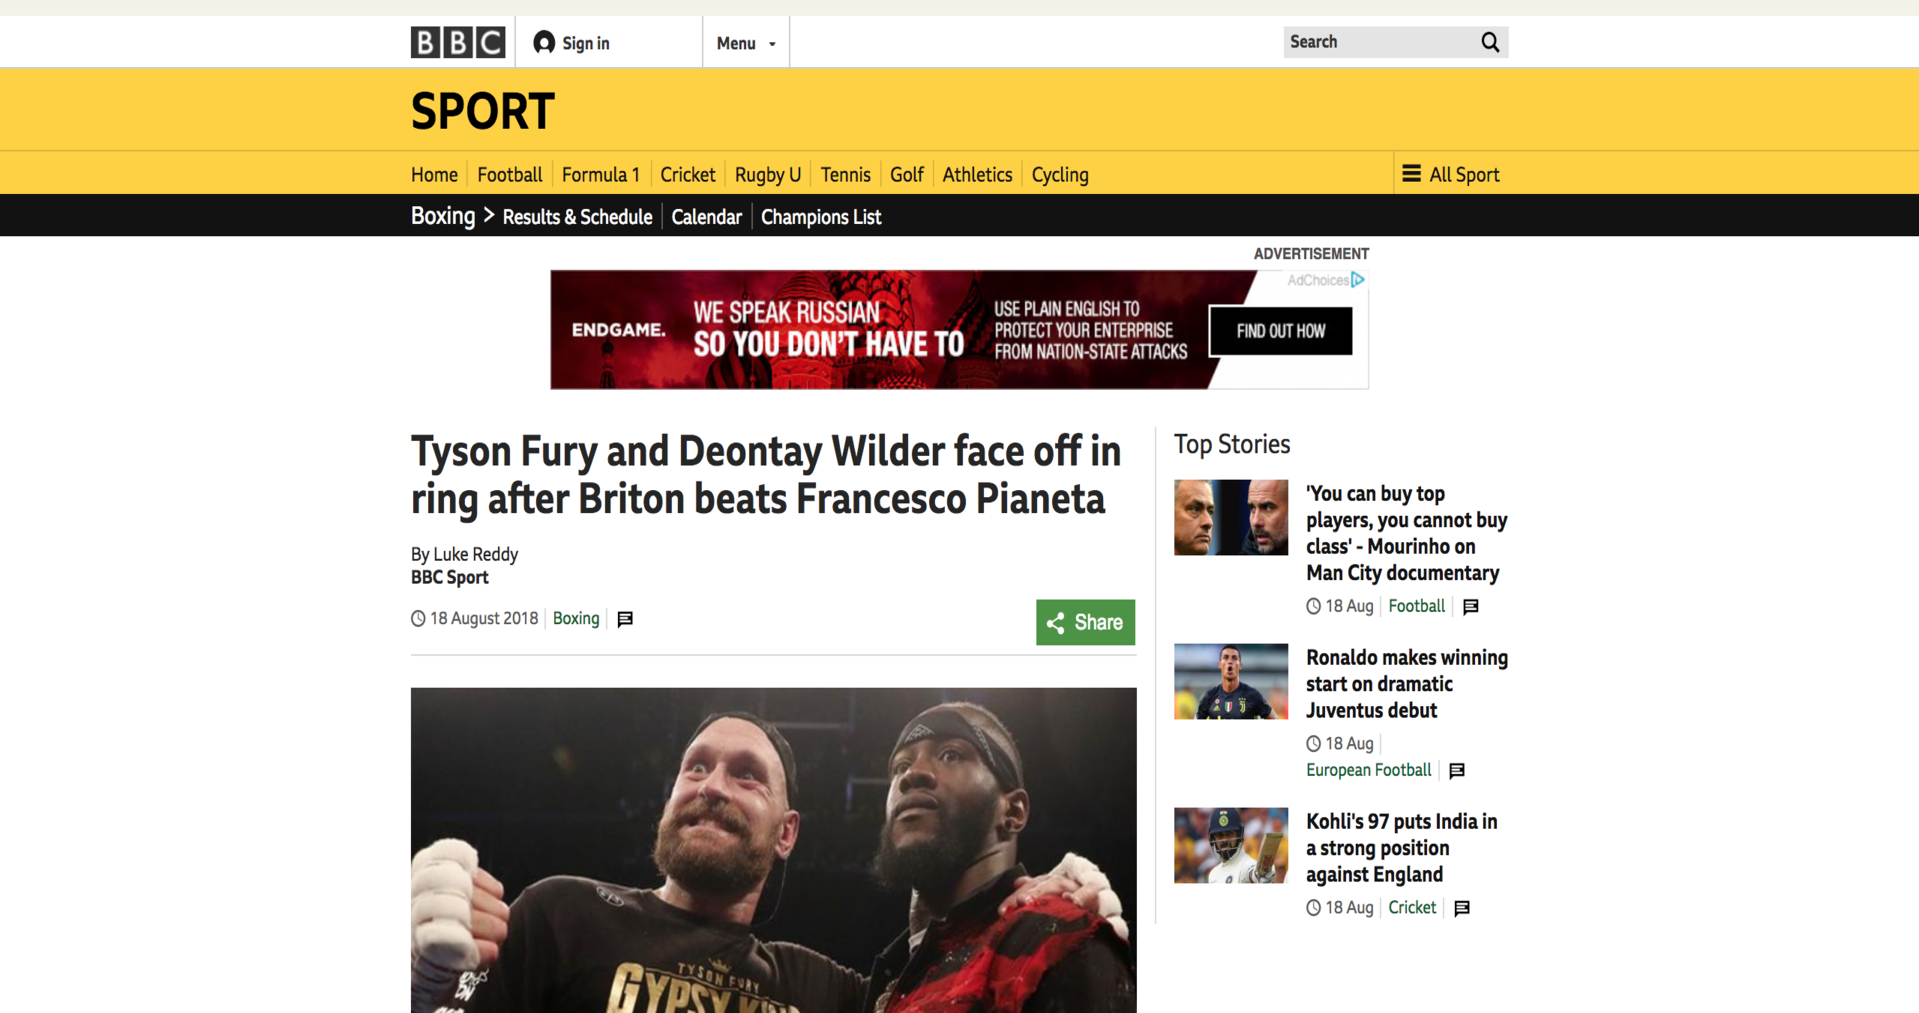 BBC
Sign in
Menu
Search
SPORT
Home
Football
Formula 1
Cricket
Rugby U
Tennis
Golf
Athletics
Cycling
All Sport
Boxing
Results & Schedule
Calendar
Champions List
ADVERTISEMENT
AdChoices
ENDGAME.
WE SPEAK RUSSIAN
SO YOU DON'T HAVE TO
USE PLAIN ENGLISH TO
PROTECT YOUR ENTERPRISE
FROM NATION-STATE ATTACKS
FIND OUT HOW
Tyson Fury and Deontay Wilder face off in
ring after Briton beats Francesco Pianeta
By Luke Reddy
BBC Sport
18 August 2018
Boxing
Share
TYSON FURY
GYPSY
Top Stories
'You can buy top
players, you cannot buy
class' - Mourinho on
Man City documentary
18 Aug
Football
Ronaldo makes winning
start on dramatic
Juventus debut
18 Aug
European Football
Kohli's 97 puts India in
a strong position
against England
18 Aug
Cricket